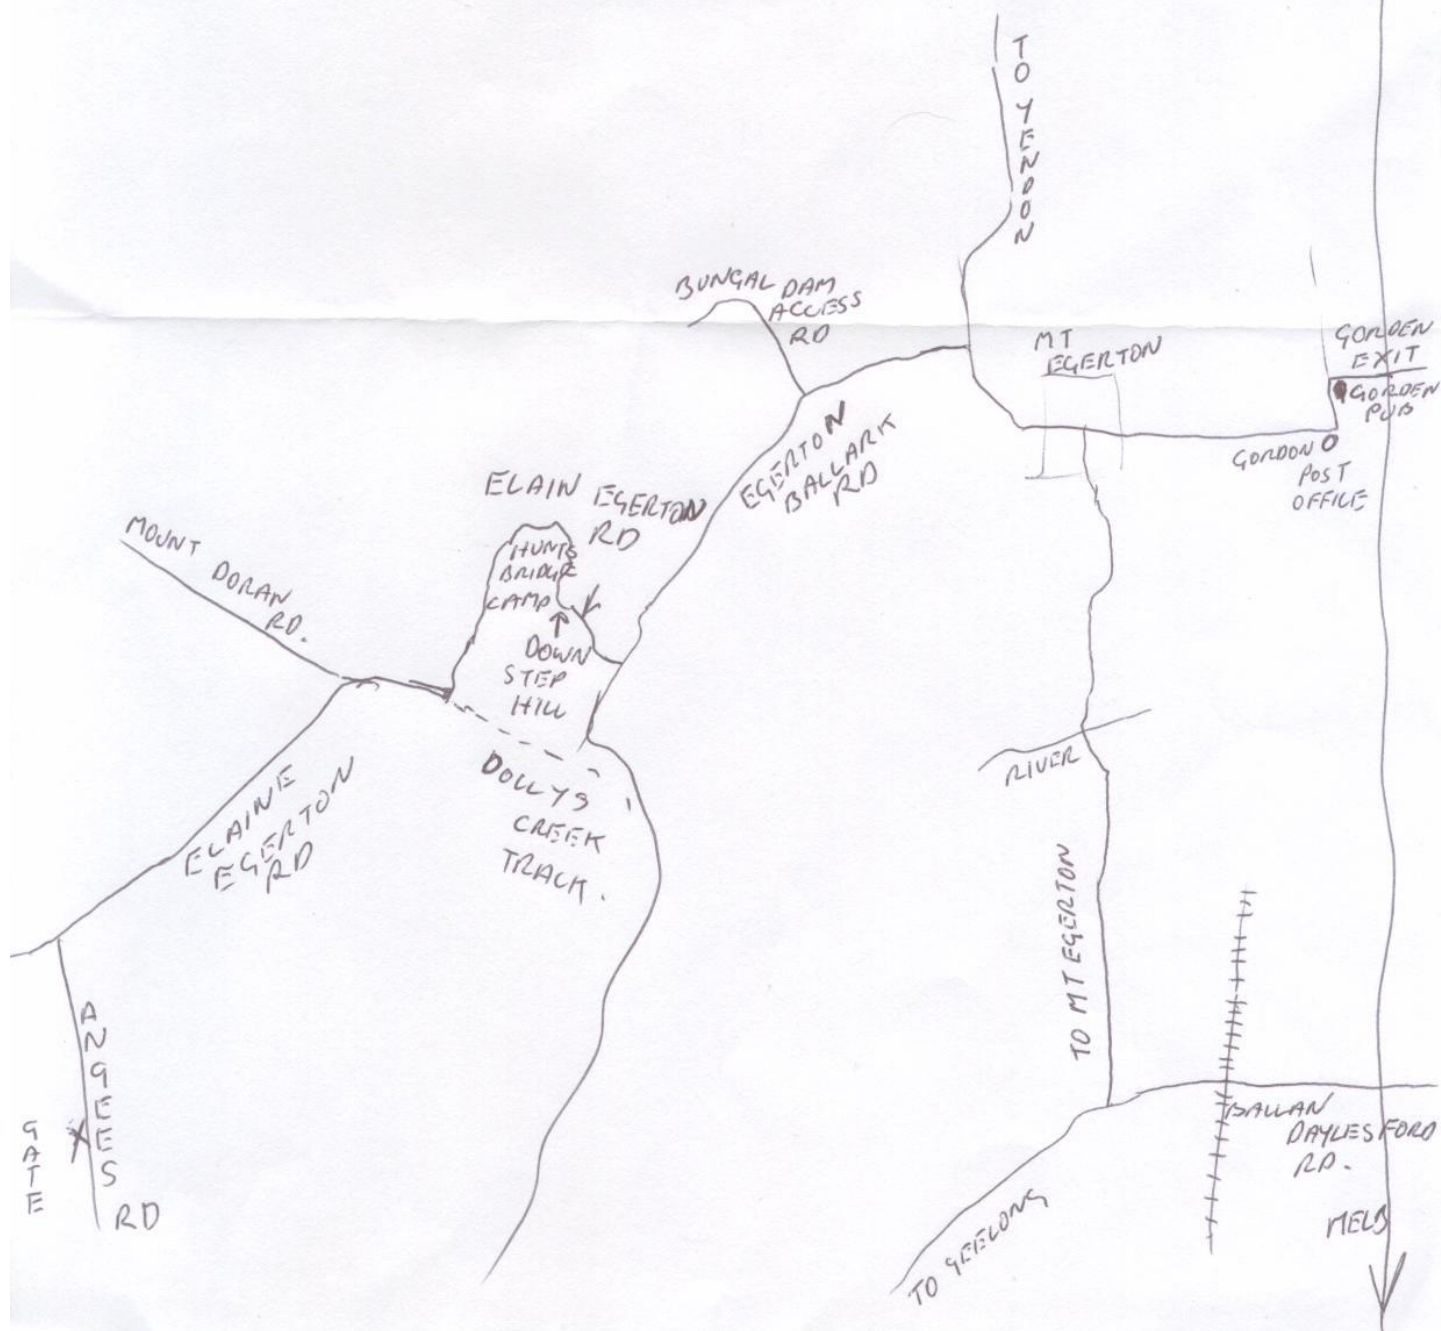 TO YENDON
BUNGAL DAM
ACCESS
RD
MT
EGERTON
GORDEN
EXIT
GORDEN
PUB
GORDON
POST
OFFICE
EGERTON
BALLARK
RD
ELAIN EGERTON
RD
HUNTS
BRIDGE
CAMP
DOWN
STEP
HILL
MOUNT
DORAN
RD.
DOLLYS
CREEK
TRACK.
RIVER
ELAINE
EGERTON
RD
TO MT EGERTON
ANGEES
RD
GATE
BALLAN
DAYLESFORD
RD.
TO GEELONG
MELB